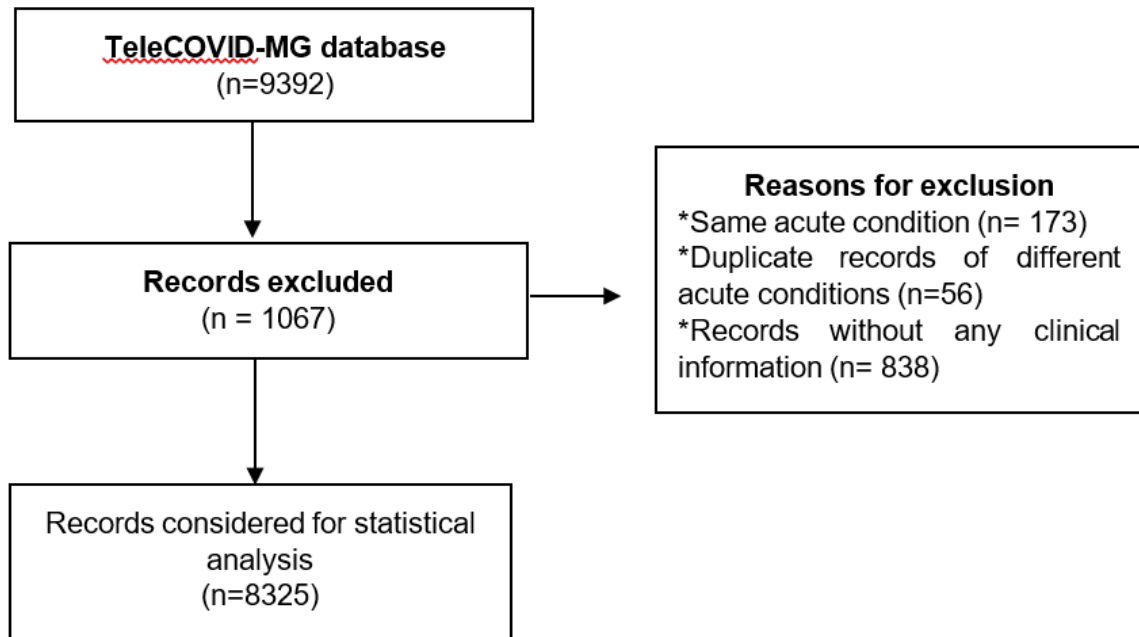 TeleCOVID-MG database
(n=9392)
Records excluded
(n = 1067)
Reasons for exclusion
*Same acute condition (n= 173)
*Duplicate records of different
acute conditions (n=56)
*Records without any clinical
information (n= 838)
Records considered for statistical
analysis
(n=8325)